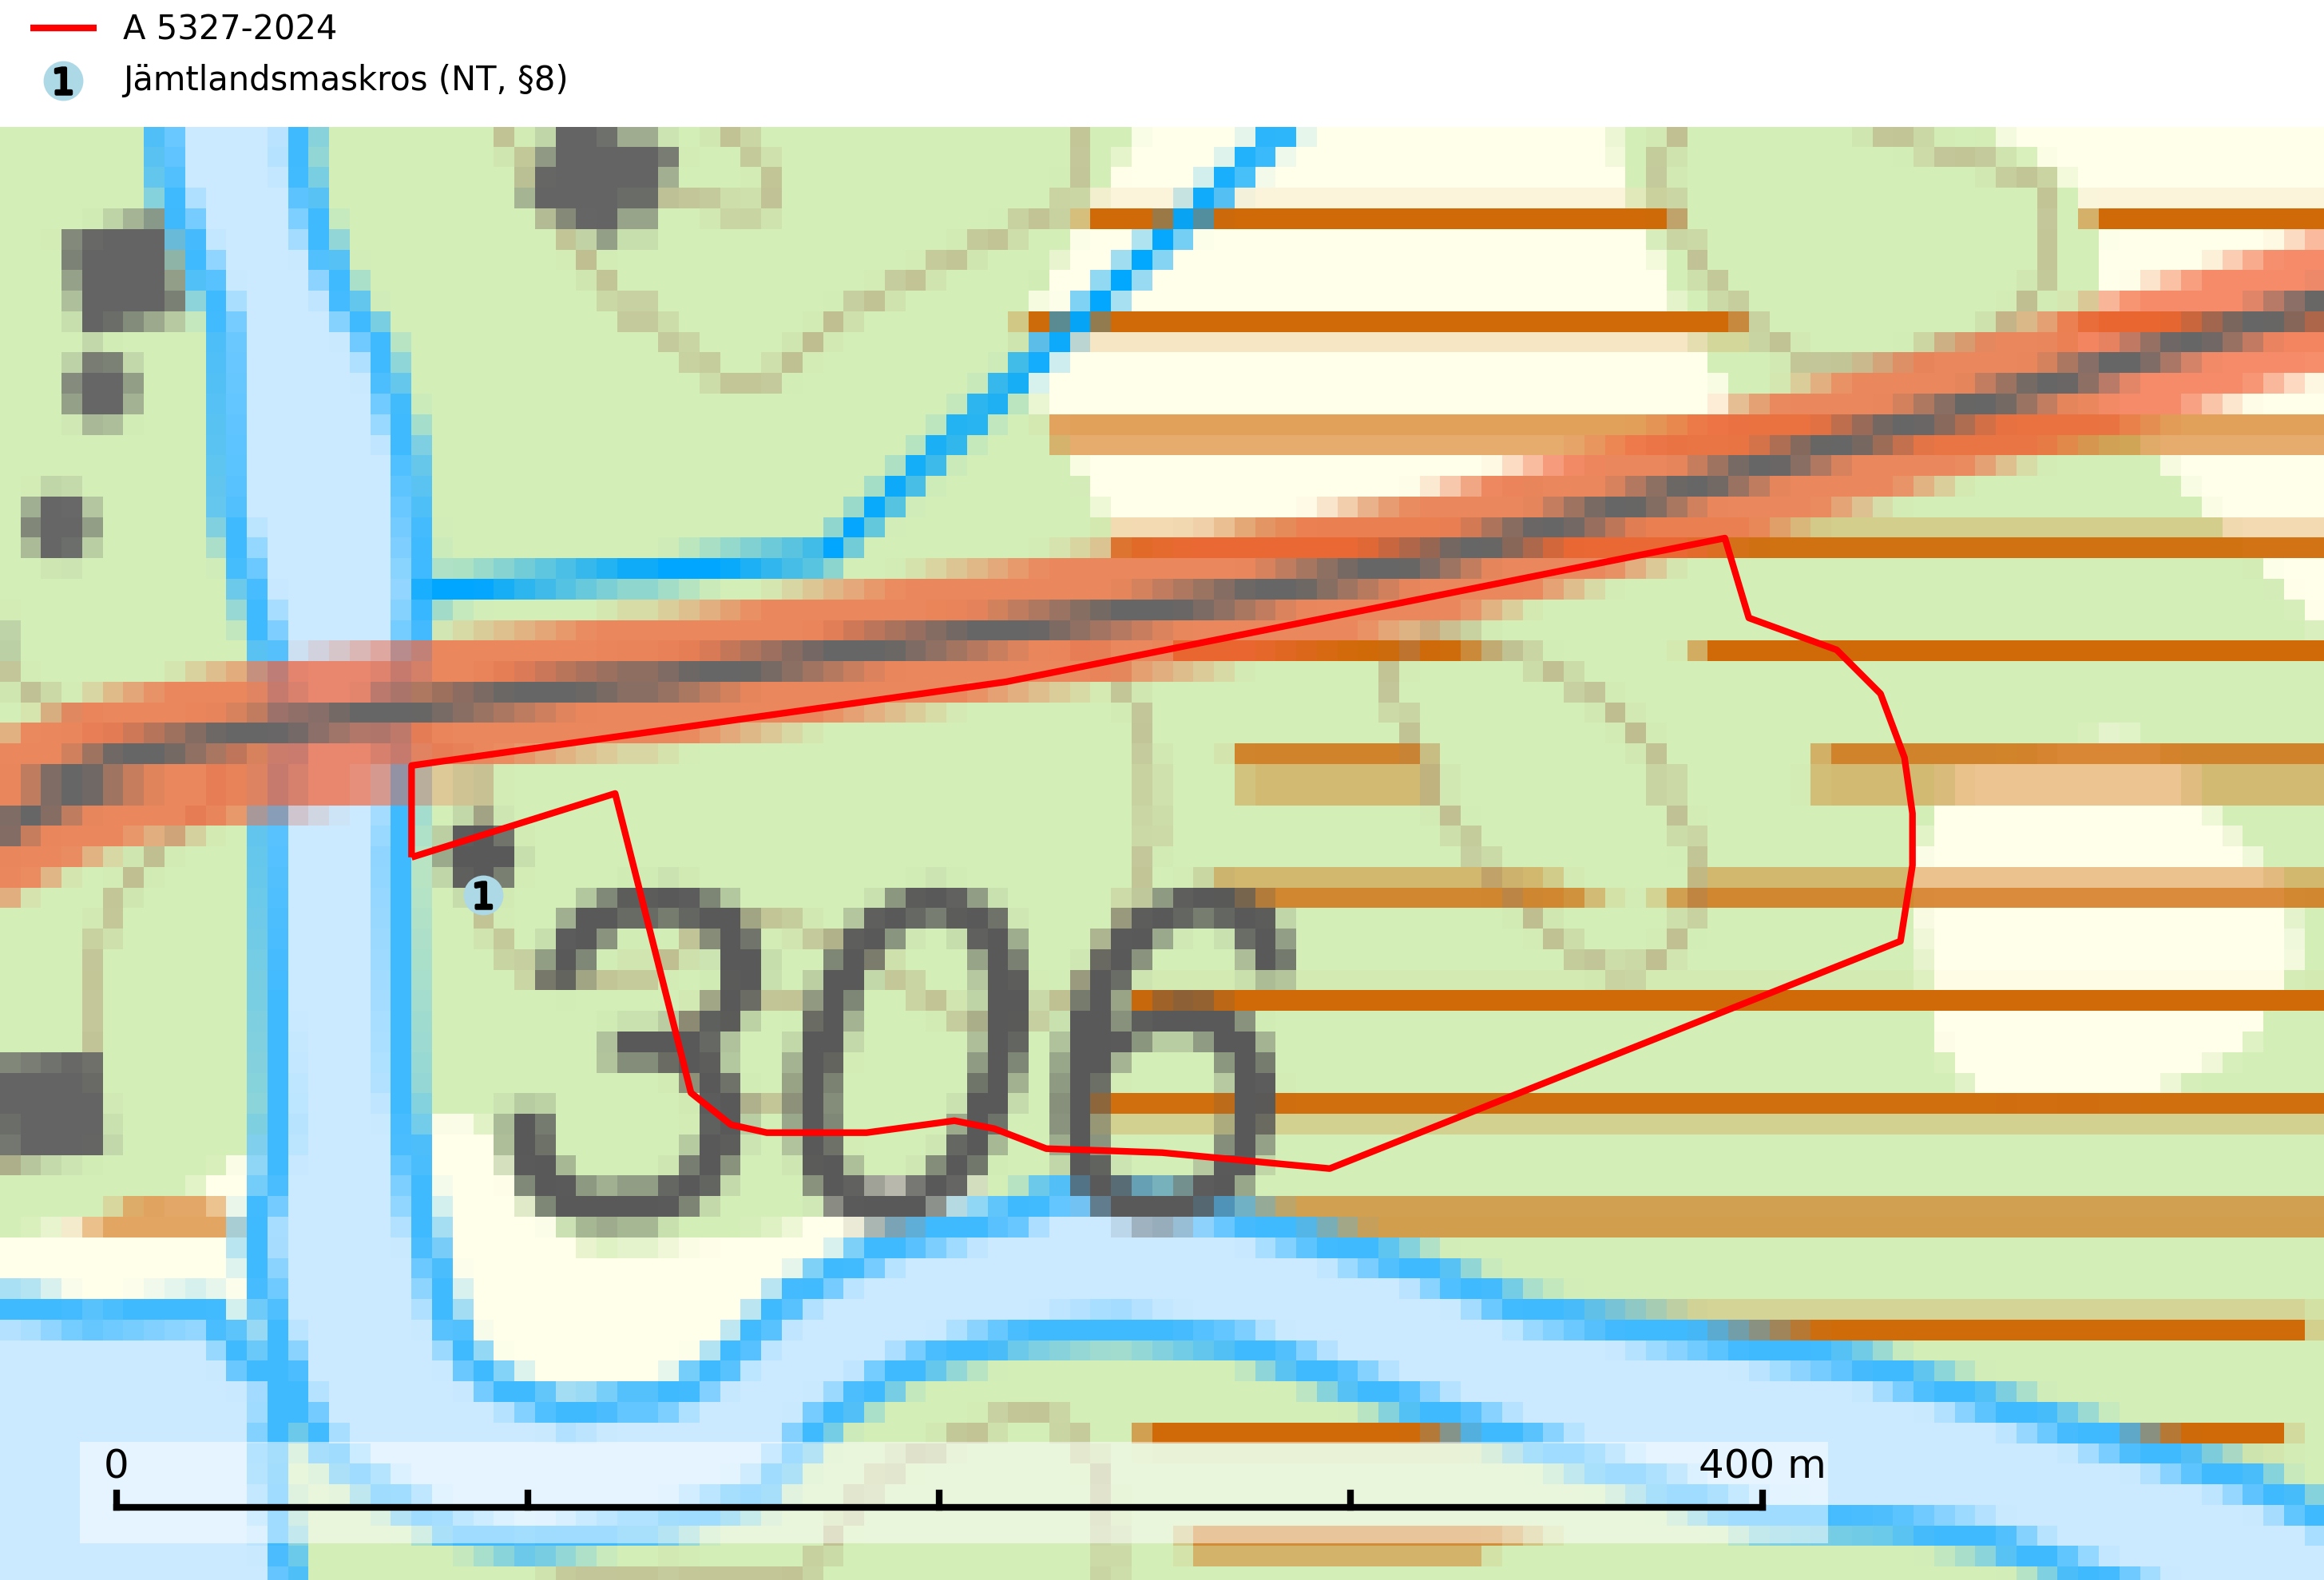 A 5327-2024
1 Jämtlandsmaskros (NT, §8)
1
306
0 400 m